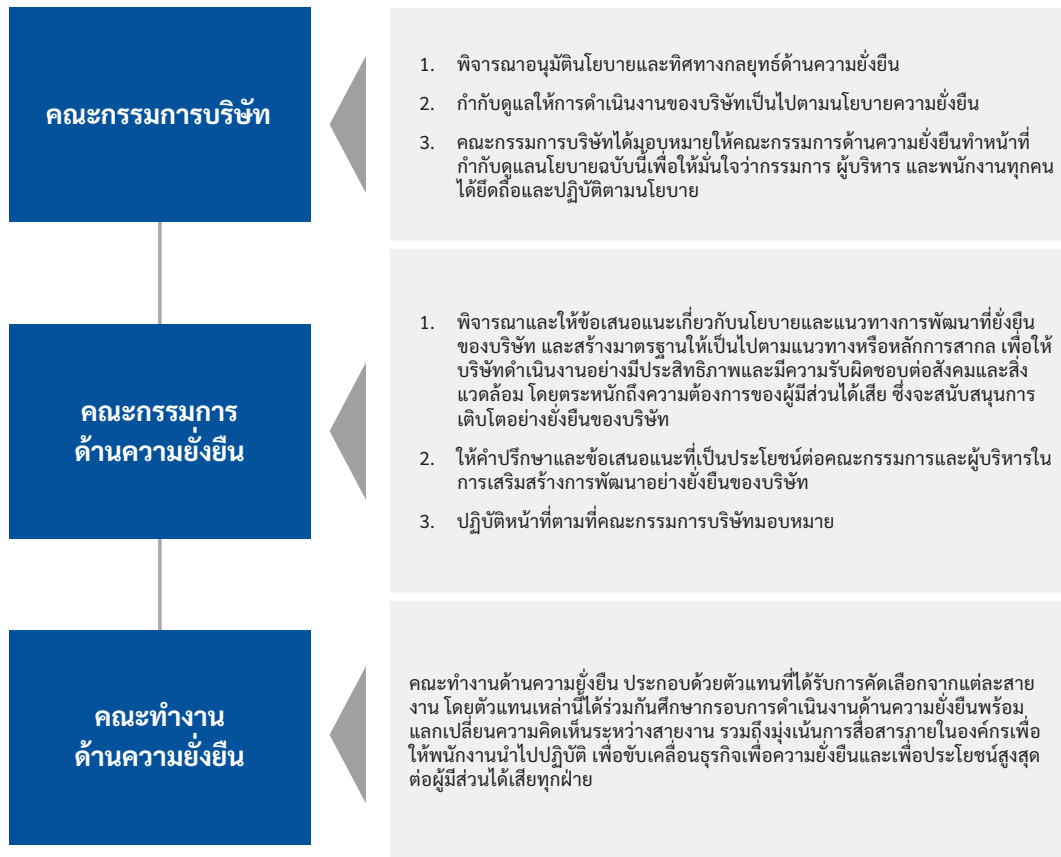 คณะกรรมการบริษัท
1. พิจารณาอนุมัตินโยบายและทิศทางกลยุทธ์ด้านความยั่งยืน
2. กำกับดูแลให้การดำเนินงานของบริษัทเป็นไปตามนโยบายความยั่งยืน
3. คณะกรรมการบริษัทได้มอบหมายให้คณะกรรมการด้านความยั่งยืนทำหน้าที่
กำกับดูแลนโยบายฉบับนี้เพื่อให้มั่นใจว่ากรรมการ ผู้บริหาร และพนักงานทุกคน
ได้ยึดถือและปฏิบัติตามนโยบาย
คณะกรรมการ
ด้านความยั่งยืน
1. พิจารณาและให้ข้อเสนอแนะเกี่ยวกับนโยบายและแนวทางการพัฒนาที่ยั่งยืน
ของบริษัท และสร้างมาตรฐานให้เป็นไปตามแนวทางหรือหลักการสากล เพื่อให้
บริษัทดำเนินงานอย่างมีประสิทธิภาพและมีความรับผิดชอบต่อสังคมและสิ่ง
แวดล้อม โดยตระหนักถึงความต้องการของผู้มีส่วนได้เสีย ซึ่งจะสนับสนุนการ
เติบโตอย่างยั่งยืนของบริษัท
2. ให้คำปรึกษาและข้อเสนอแนะที่เป็นประโยชน์ต่อคณะกรรมการและผู้บริหารใน
การเสริมสร้างการพัฒนาอย่างยั่งยืนของบริษัท
3. ปฏิบัติหน้าที่ตามที่คณะกรรมการบริษัทมอบหมาย
คณะทำงาน
ด้านความยั่งยืน
คณะทำงานด้านความยั่งยืน ประกอบด้วยตัวแทนที่ได้รับการคัดเลือกจากแต่ละสาย
งาน โดยตัวแทนเหล่านี้ได้ร่วมกันศึกษากรอบการดำเนินงานด้านความยั่งยืนพร้อม
แลกเปลี่ยนความคิดเห็นระหว่างสายงาน รวมถึงมุ่งเน้นการสื่อสารภายในองค์กรเพื่อ
ให้พนักงานนำไปปฏิบัติ เพื่อขับเคลื่อนธุรกิจเพื่อความยั่งยืนและเพื่อประโยชน์สูงสุด
ต่อผู้มีส่วนได้เสียทุกฝ่าย